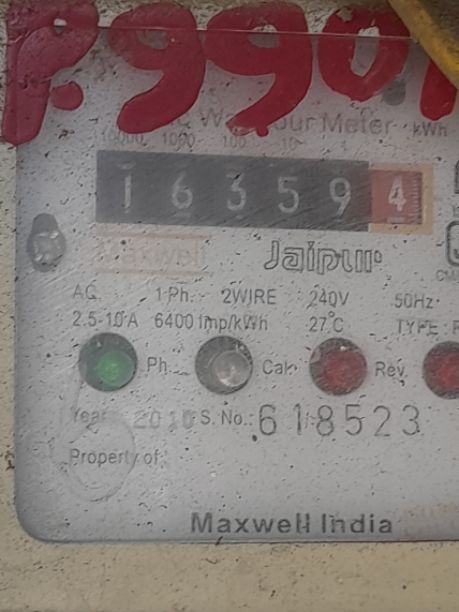 P.9901
Watt Hour Meter kWh
10000 1000 100 10 1
1 6 3 5 9 4
Maxwell
Jaipur
AC. 1 Ph. 2WIRE 240V 50Hz
2.5-10 A 6400 imp/kWh 27°C TYPE :
Ph. Cal. Rev.
Year 2010 S. No.: 618523
Property of :
Maxwell India